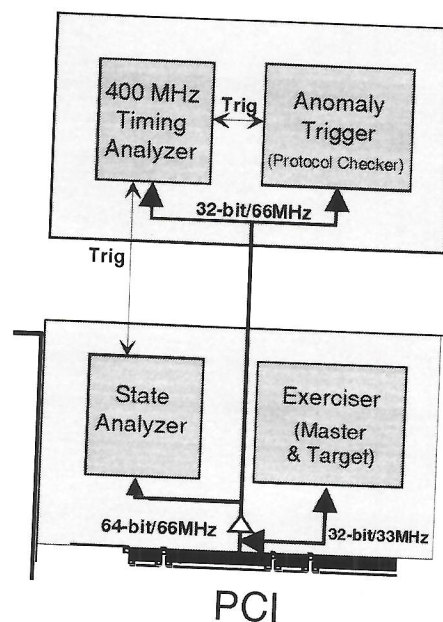 400 MHz
Timing
Analyzer
Trig
Anomaly
Trigger
(Protocol Checker)
32-bit/66MHz
Trig
State
Analyzer
Exerciser
(Master
& Target)
64-bit/66MHz
32-bit/33MHz
PCI